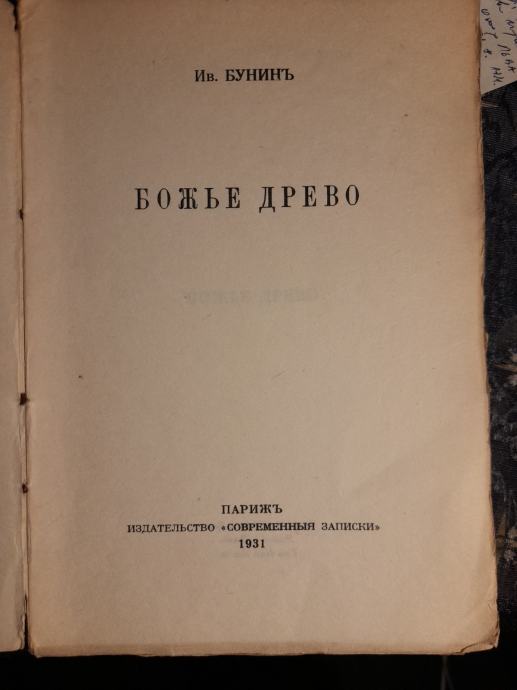 Ив. БУНИНЪ
БОЖЬЕ ДРЕВО
ПАРИЖЪ
ИЗДАТЕЛЬСТВО «СОВРЕМЕННЫЯ ЗАПИСКИ»
1931